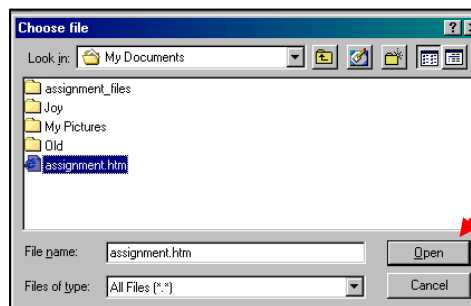 Choose file
Look in: My Documents
assignment_files
Joy
My Pictures
Old
assignment.htm
File name: assignment.htm Open
Files of type: All Files (*.*) Cancel